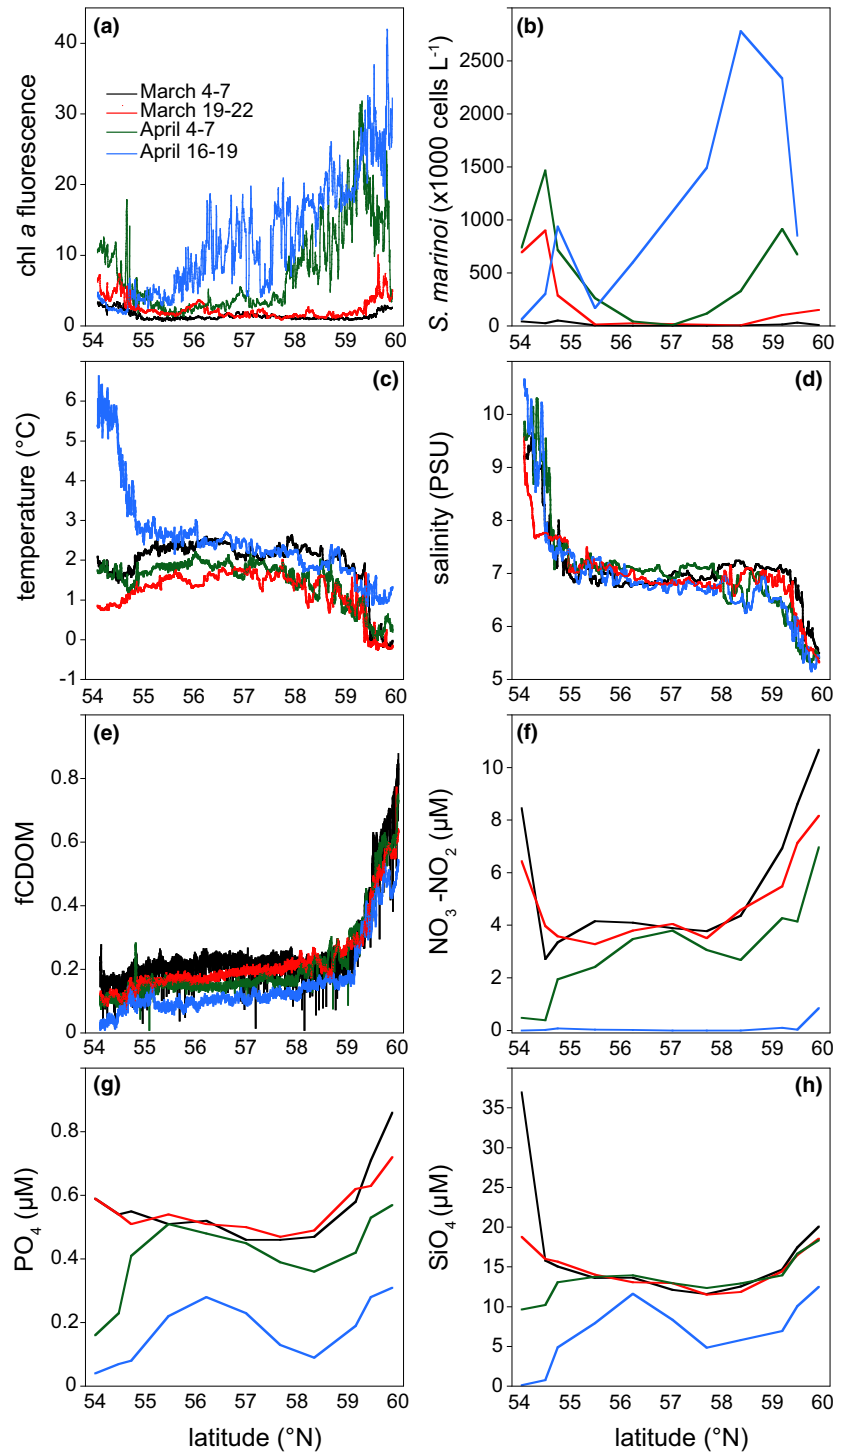 (a)
chl a fluorescence
40
30
20
10
0
March 4-7
March 19-22
April 4-7
April 16-19
54 55 56 57 58 59 60
(b)
S. marinoi (x1000 cells L⁻¹)
2500
2000
1500
1000
500
0
54 55 56 57 58 59 60
(c)
temperature (°C)
6
5
4
3
2
1
0
-1
54 55 56 57 58 59 60
(d)
salinity (PSU)
10
9
8
7
6
5
54 55 56 57 58 59 60
(e)
fCDOM
0.8
0.6
0.4
0.2
0
54 55 56 57 58 59 60
(f)
NO₃ -NO₂ (µM)
10
8
6
4
2
0
54 55 56 57 58 59 60
(g)
PO₄ (µM)
0.8
0.6
0.4
0.2
0
54 55 56 57 58 59 60
latitude (°N)
(h)
SiO₄ (µM)
35
30
25
20
15
10
5
0
54 55 56 57 58 59 60
latitude (°N)